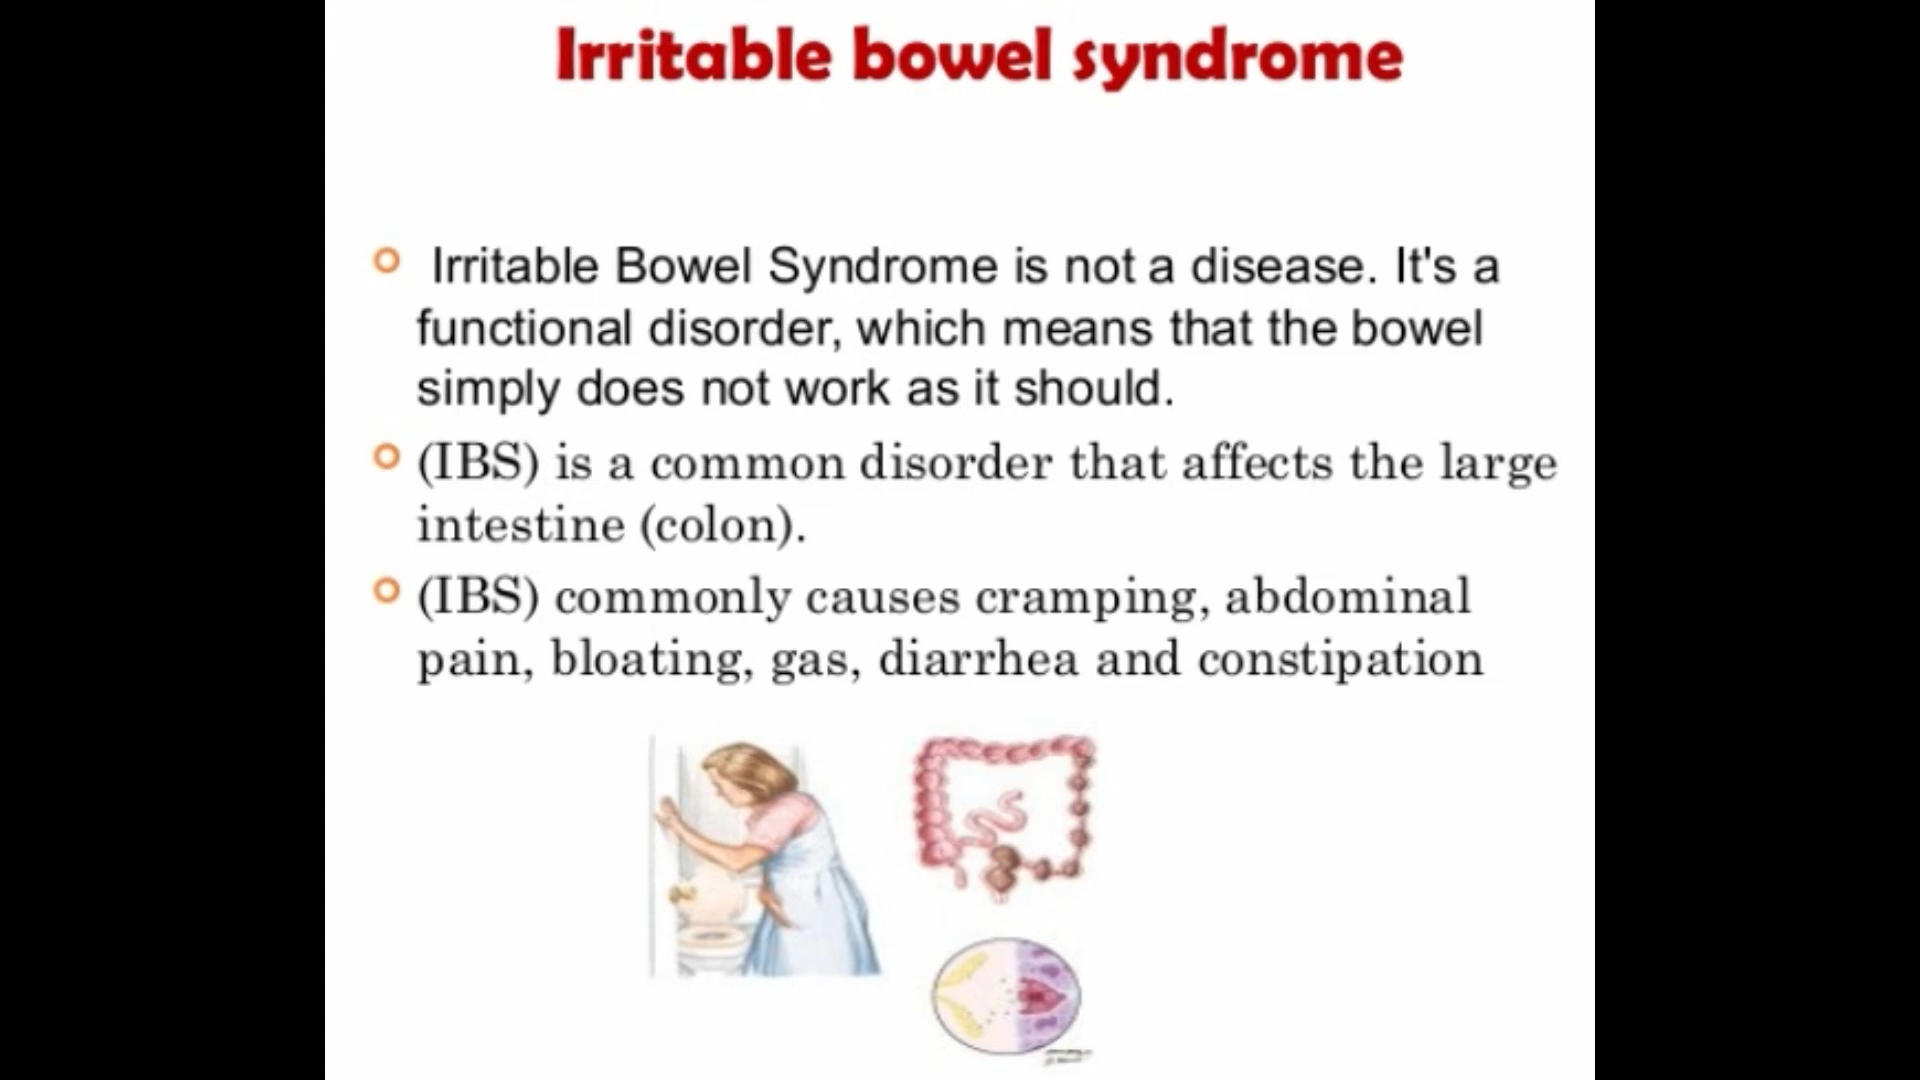 Irritable bowel syndrome
Irritable Bowel Syndrome is not a disease. It's a
functional disorder, which means that the bowel
simply does not work as it should.
(IBS) is a common disorder that affects the large
intestine (colon).
(IBS) commonly causes cramping, abdominal
pain, bloating, gas, diarrhea and constipation